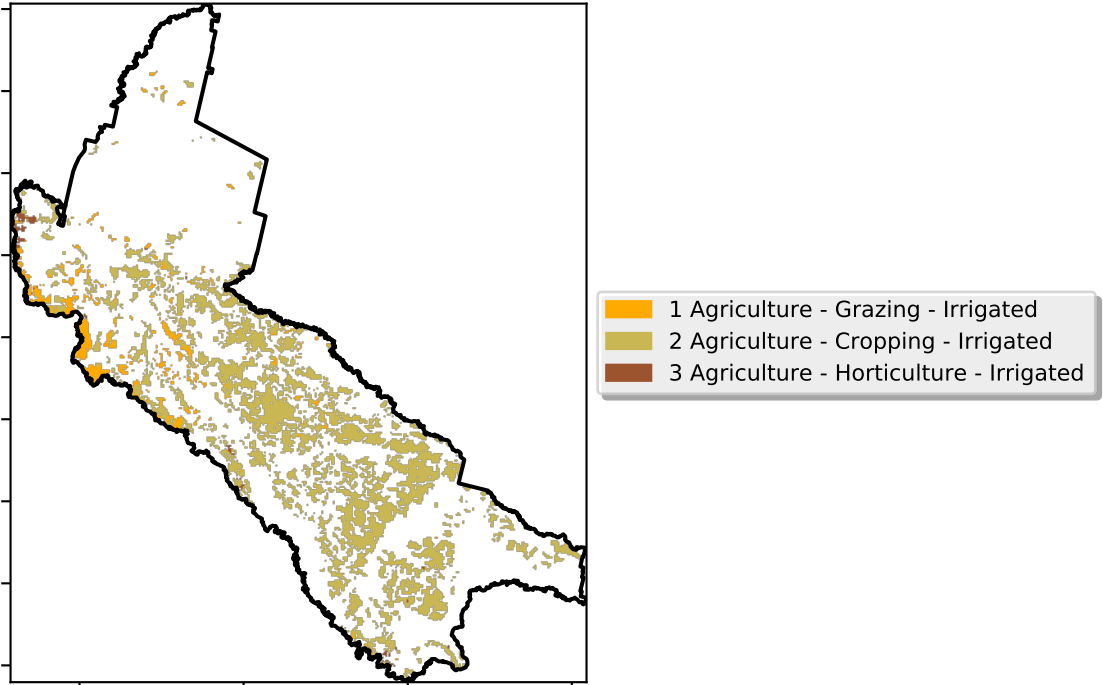 1 Agriculture - Grazing - Irrigated
2 Agriculture - Cropping - Irrigated
3 Agriculture - Horticulture - Irrigated